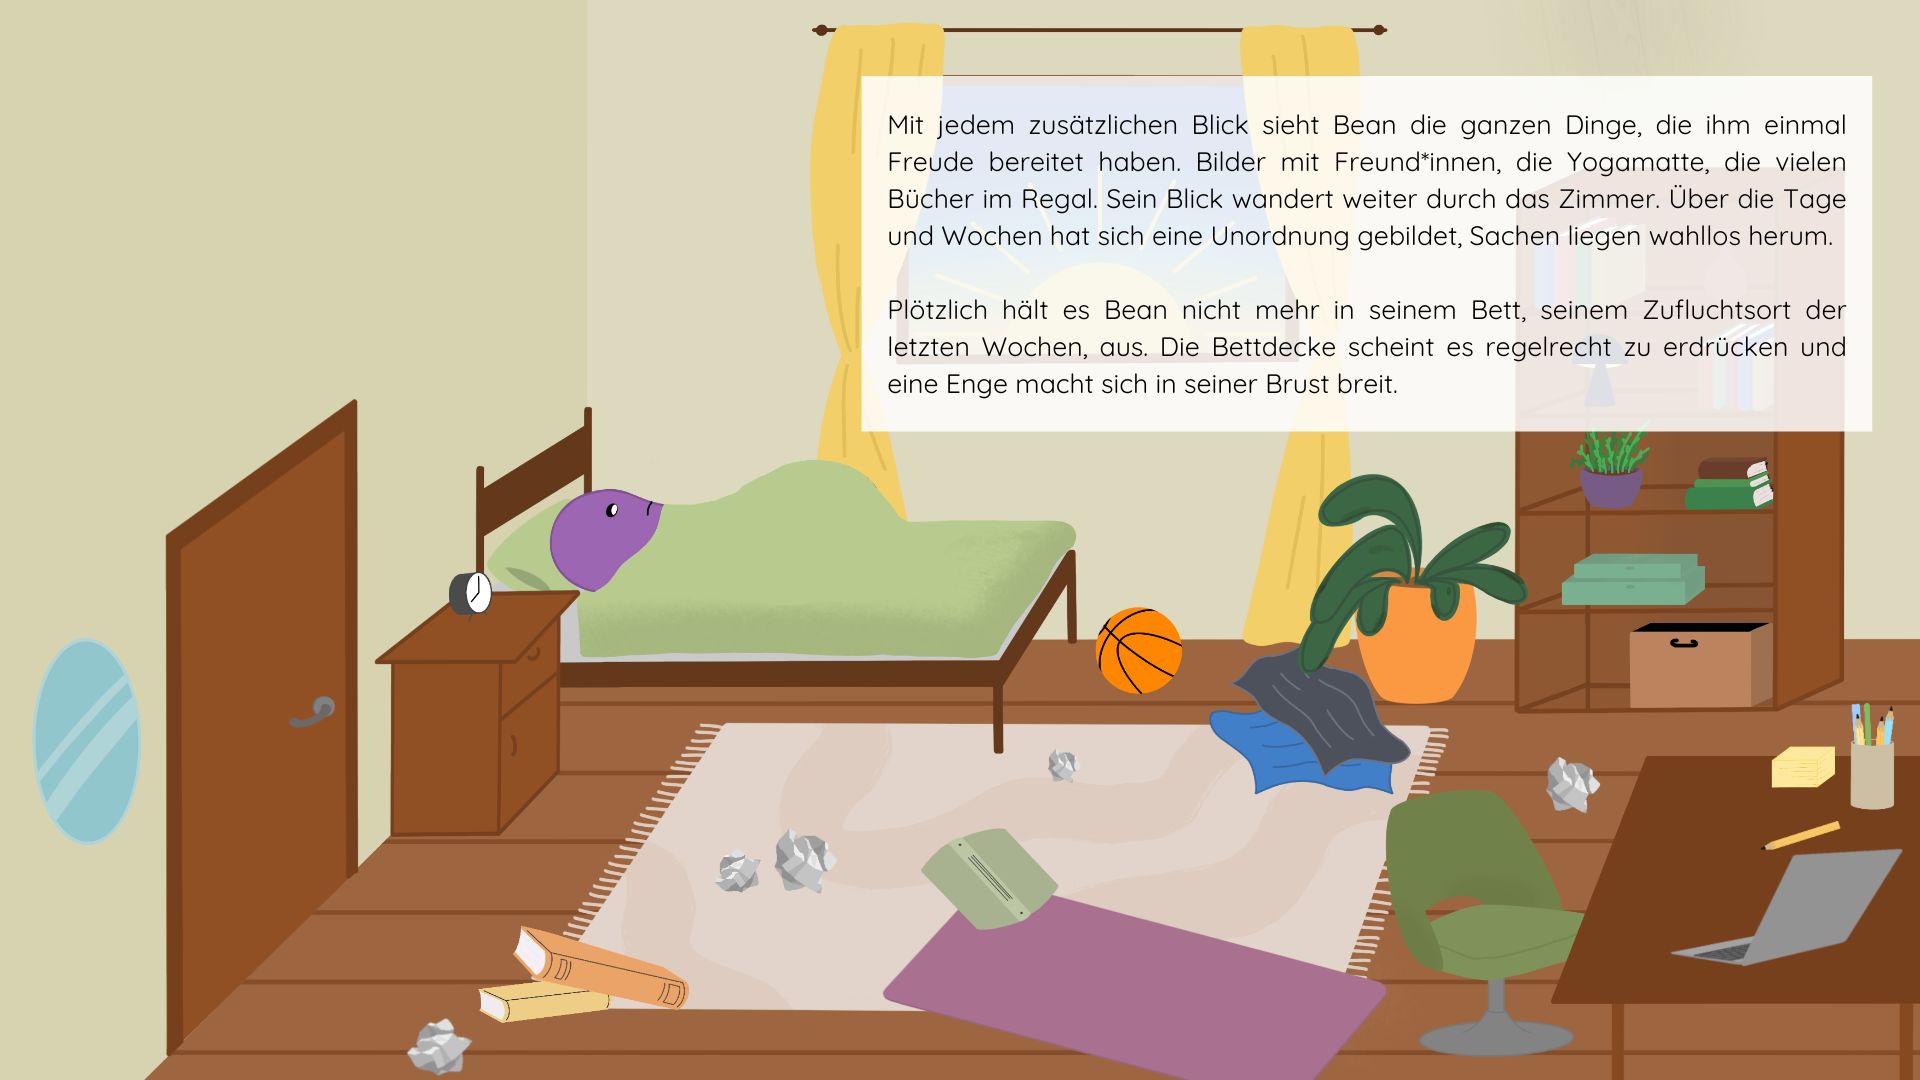 Mit jedem zusätzlichen Blick sieht Bean die ganzen Dinge, die ihm einmal
Freude bereitet haben. Bilder mit Freund*innen, die Yogamatte, die vielen
Bücher im Regal. Sein Blick wandert weiter durch das Zimmer. Über die Tage
und Wochen hat sich eine Unordnung gebildet, Sachen liegen wahllos herum.
Plötzlich hält es Bean nicht mehr in seinem Bett, seinem Zufluchtsort der
letzten Wochen, aus. Die Bettdecke scheint es regelrecht zu erdrücken und
eine Enge macht sich in seiner Brust breit.